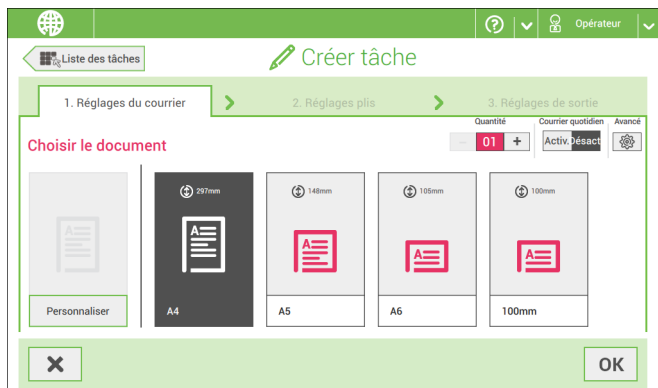 Opérateur
Liste des tâches
Créer tâche
1. Réglages du courrier
2. Réglages plis
3. Réglages de sortie
Quantité
Courrier quotidien
Avancé
Choisir le document
01
Activ.
Désact
297mm
148mm
105mm
100mm
Personnaliser
A4
A5
A6
100mm
OK